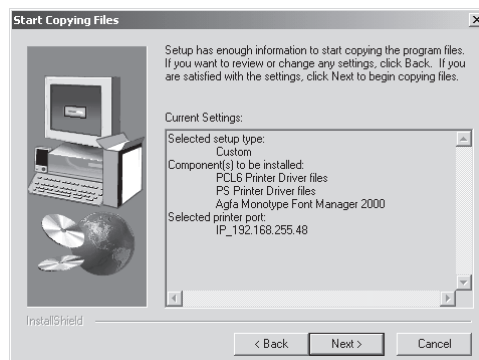 Start Copying Files
Setup has enough information to start copying the program files.
If you want to review or change any settings, click Back. If you
are satisfied with the settings, click Next to begin copying files.
Current Settings:
Selected setup type:
Custom
Component(s) to be installed:
PCL6 Printer Driver files
PS Printer Driver files
Agfa Monotype Font Manager 2000
Selected printer port:
IP_192.168.255.48
InstallShield
< Back
Next >
Cancel